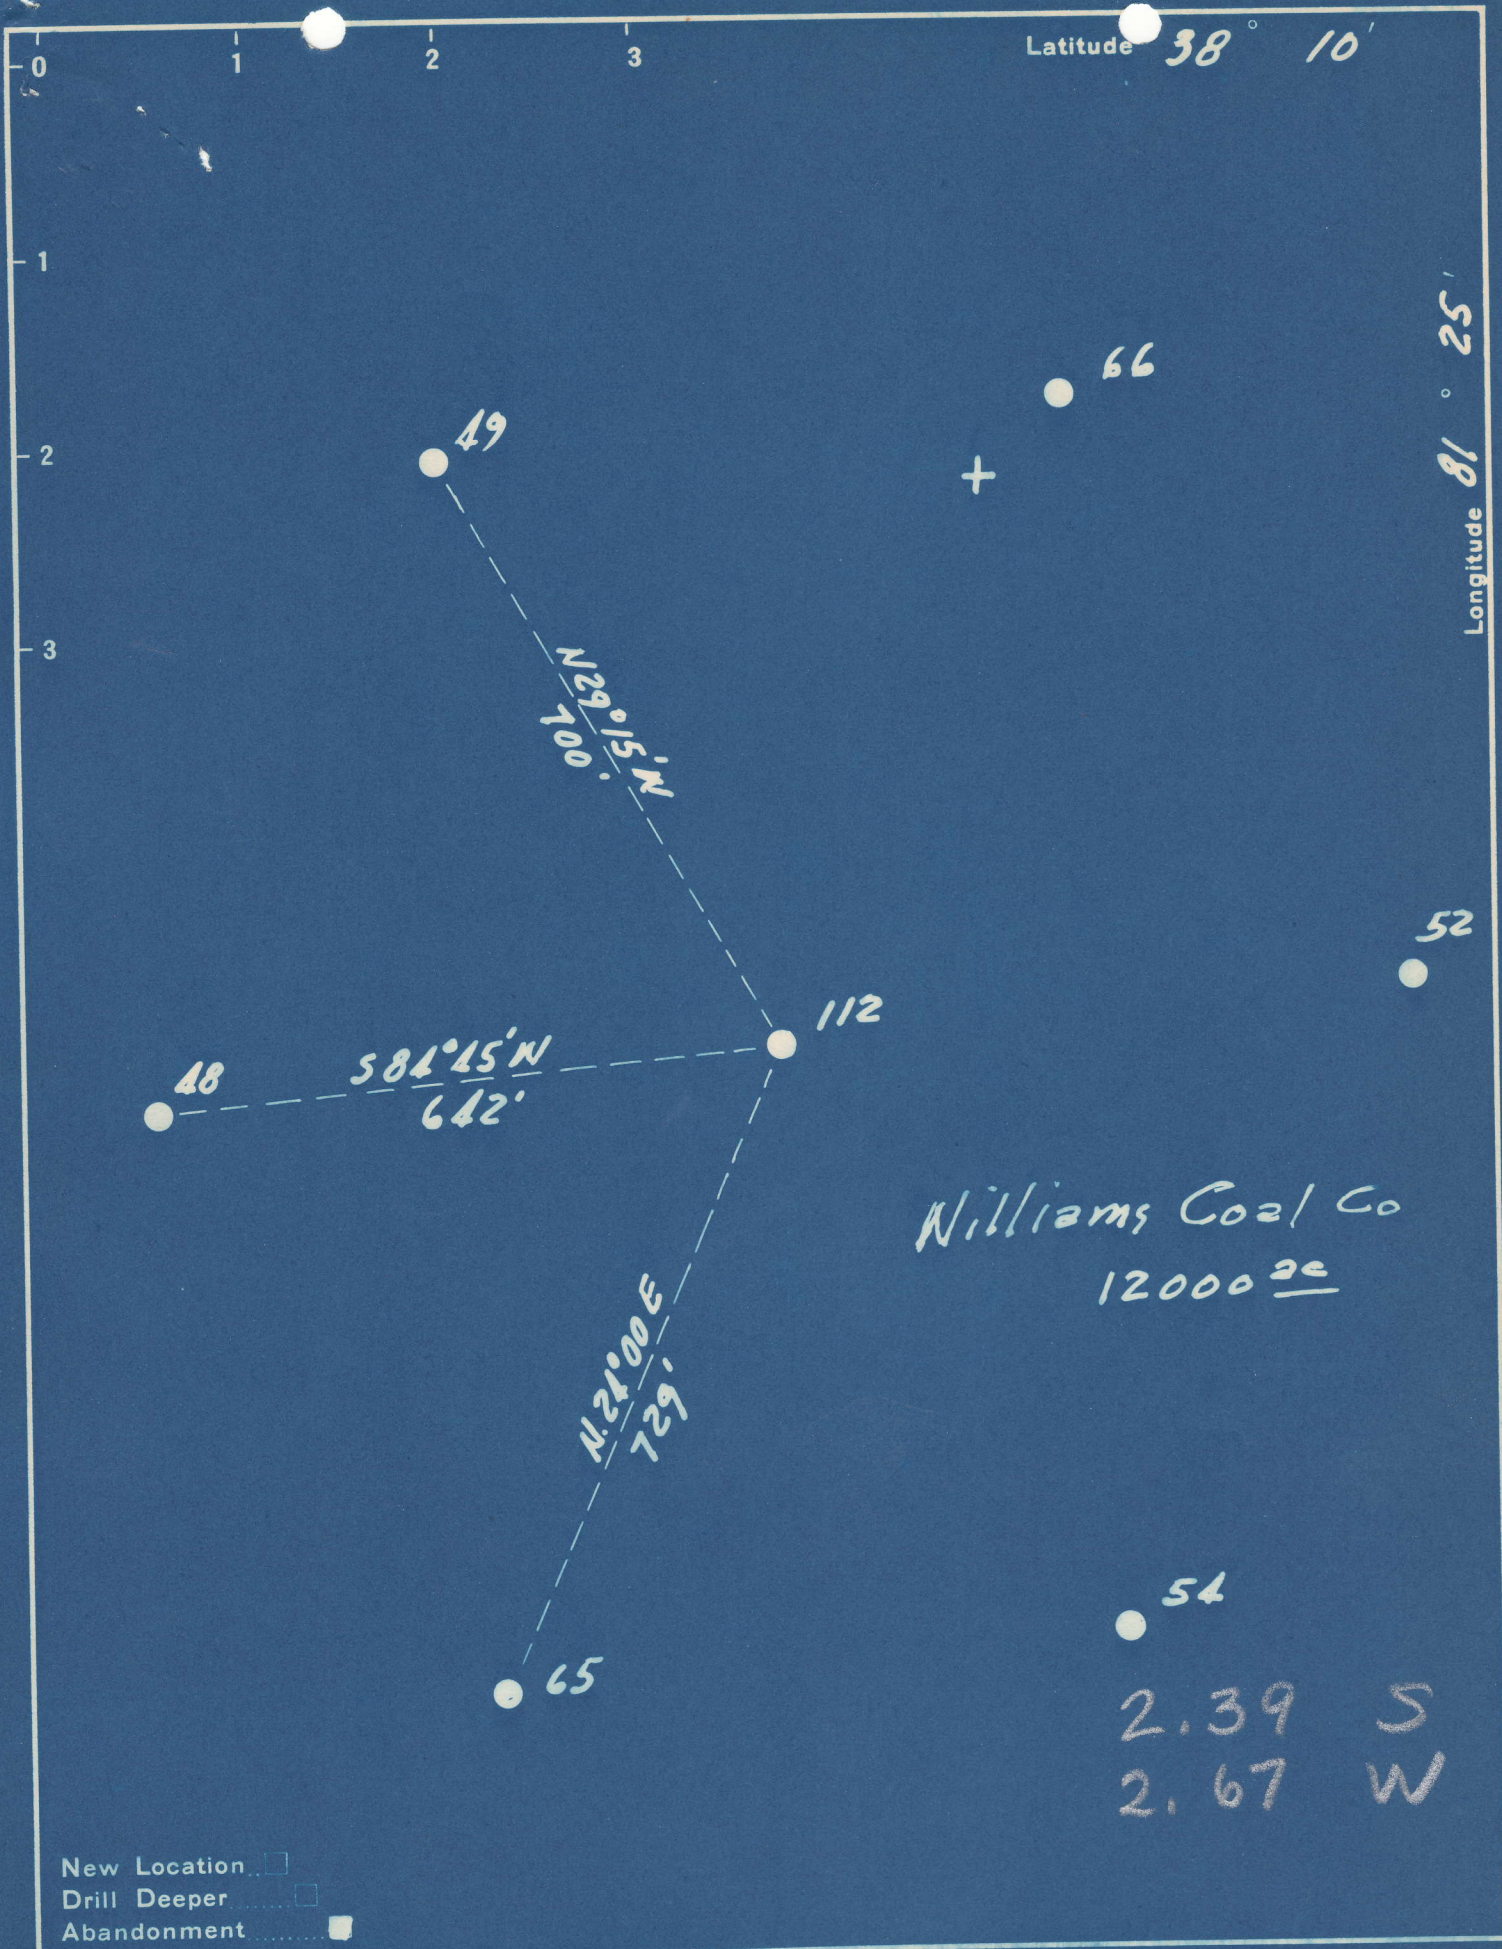 0 1 2 3 Latitude 38° 10'
1
2
3
Longitude 81° 25'
66
49
N29°15'W
700'
52
112
48
S84°45'W
642'
Williams Coal Co
12000 ac
N.24°00 E
729'
54
65
2.39 S
2.67 W
New Location
Drill Deeper
Abandonment